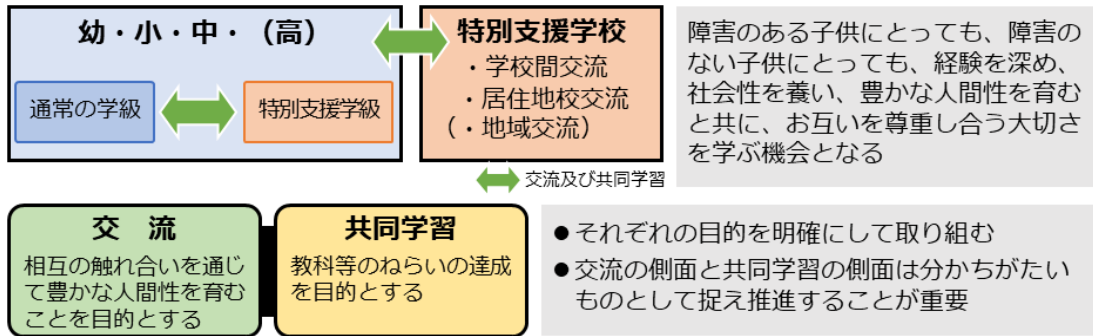 幼・小・中・（高）
通常の学級
特別支援学級
特別支援学校
・学校間交流
・居住地校交流
（・地域交流）
交流及び共同学習
障害のある子供にとっても、障害の
ない子供にとっても、経験を深め、
社会性を養い、豊かな人間性を育む
と共に、お互いを尊重し合う大切さ
を学ぶ機会となる
交　流
相互の触れ合いを通じ
て豊かな人間性を育む
ことを目的とする
共同学習
教科等のねらいの達成
を目的とする
●それぞれの目的を明確にして取り組む
●交流の側面と共同学習の側面は分かちがたい
ものとして捉え推進することが重要